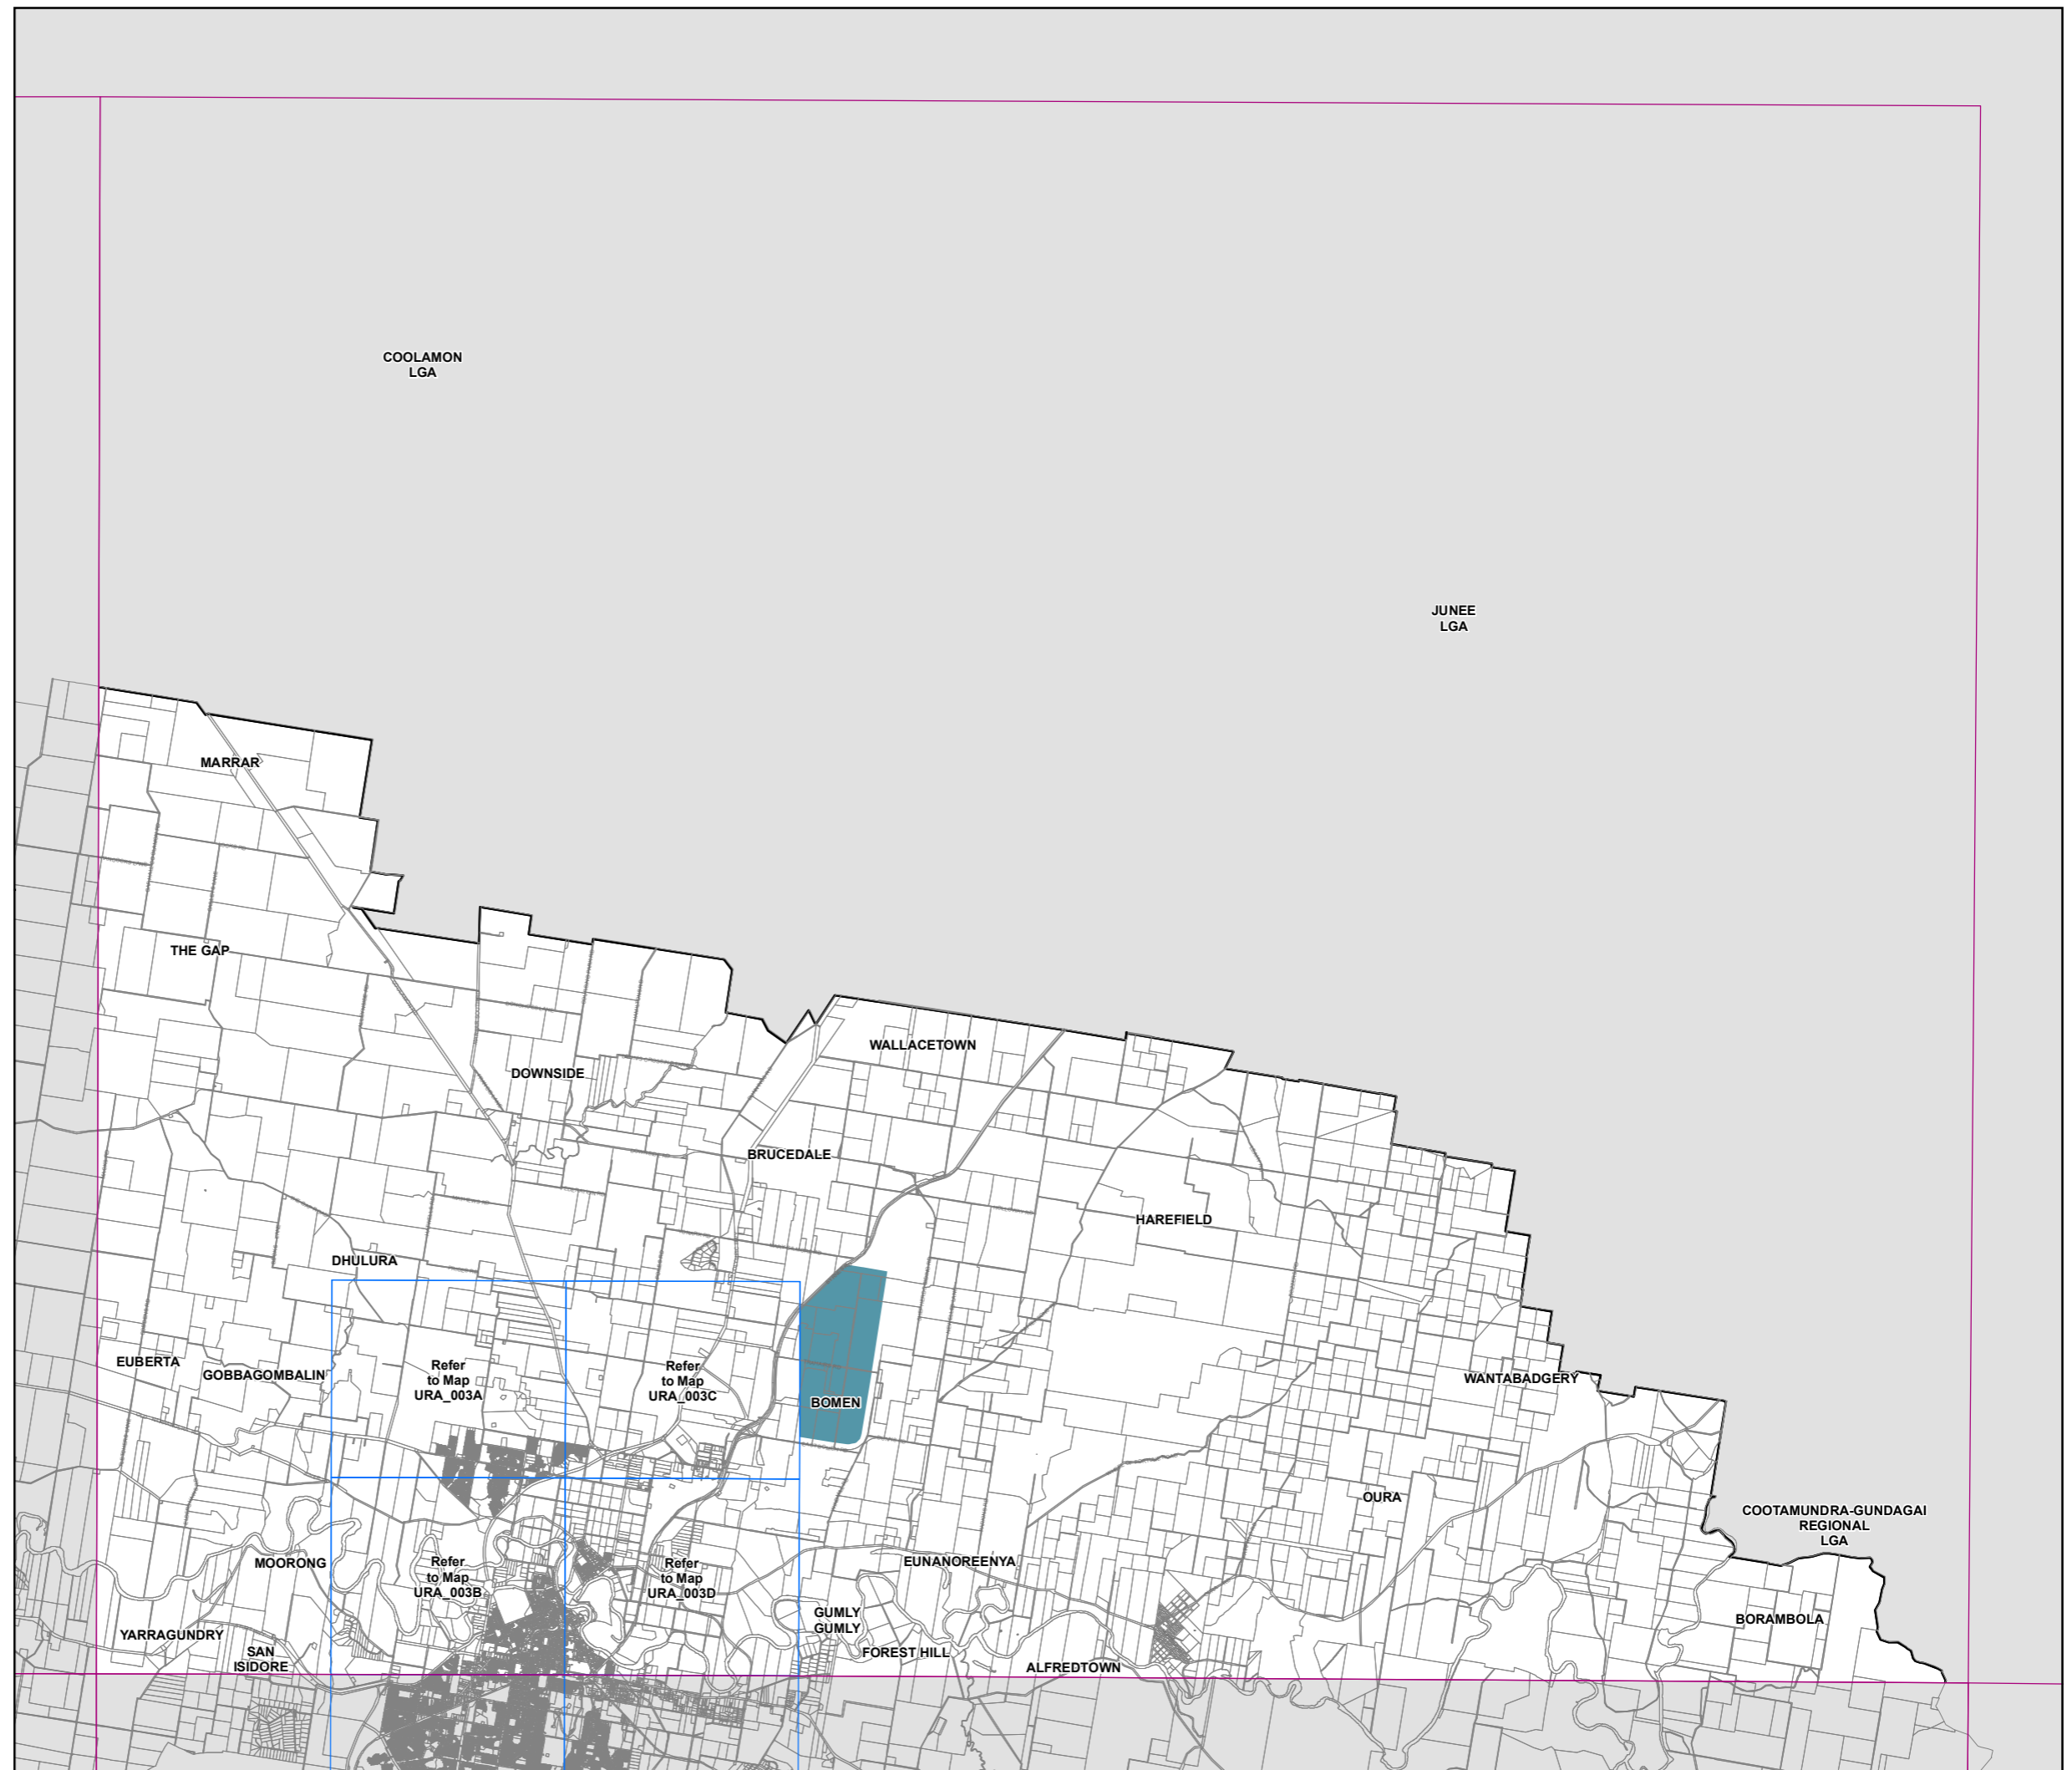 COOLAMON
LGA
JUNEE
LGA
MARRAR
THE GAP
WALLACETOWN
DOWNSIDE
BRUCEDALE
HAREFIELD
DHULURA
EUBERTA
GOBBAGOMBALIN
Refer
to Map
URA_003A
Refer
to Map
URA_003C
BOMEN
WANTABADGERY
OURA
COOTAMUNDRA-GUNDAGAI
REGIONAL
LGA
MOORONG
Refer
to Map
URA_003B
Refer
to Map
URA_003D
EUNANOREENYA
GUMLY
GUMLY
BORAMBOLA
YARRAGUNDRY
SAN
ISIDORE
FOREST HILL
ALFREDTOWN